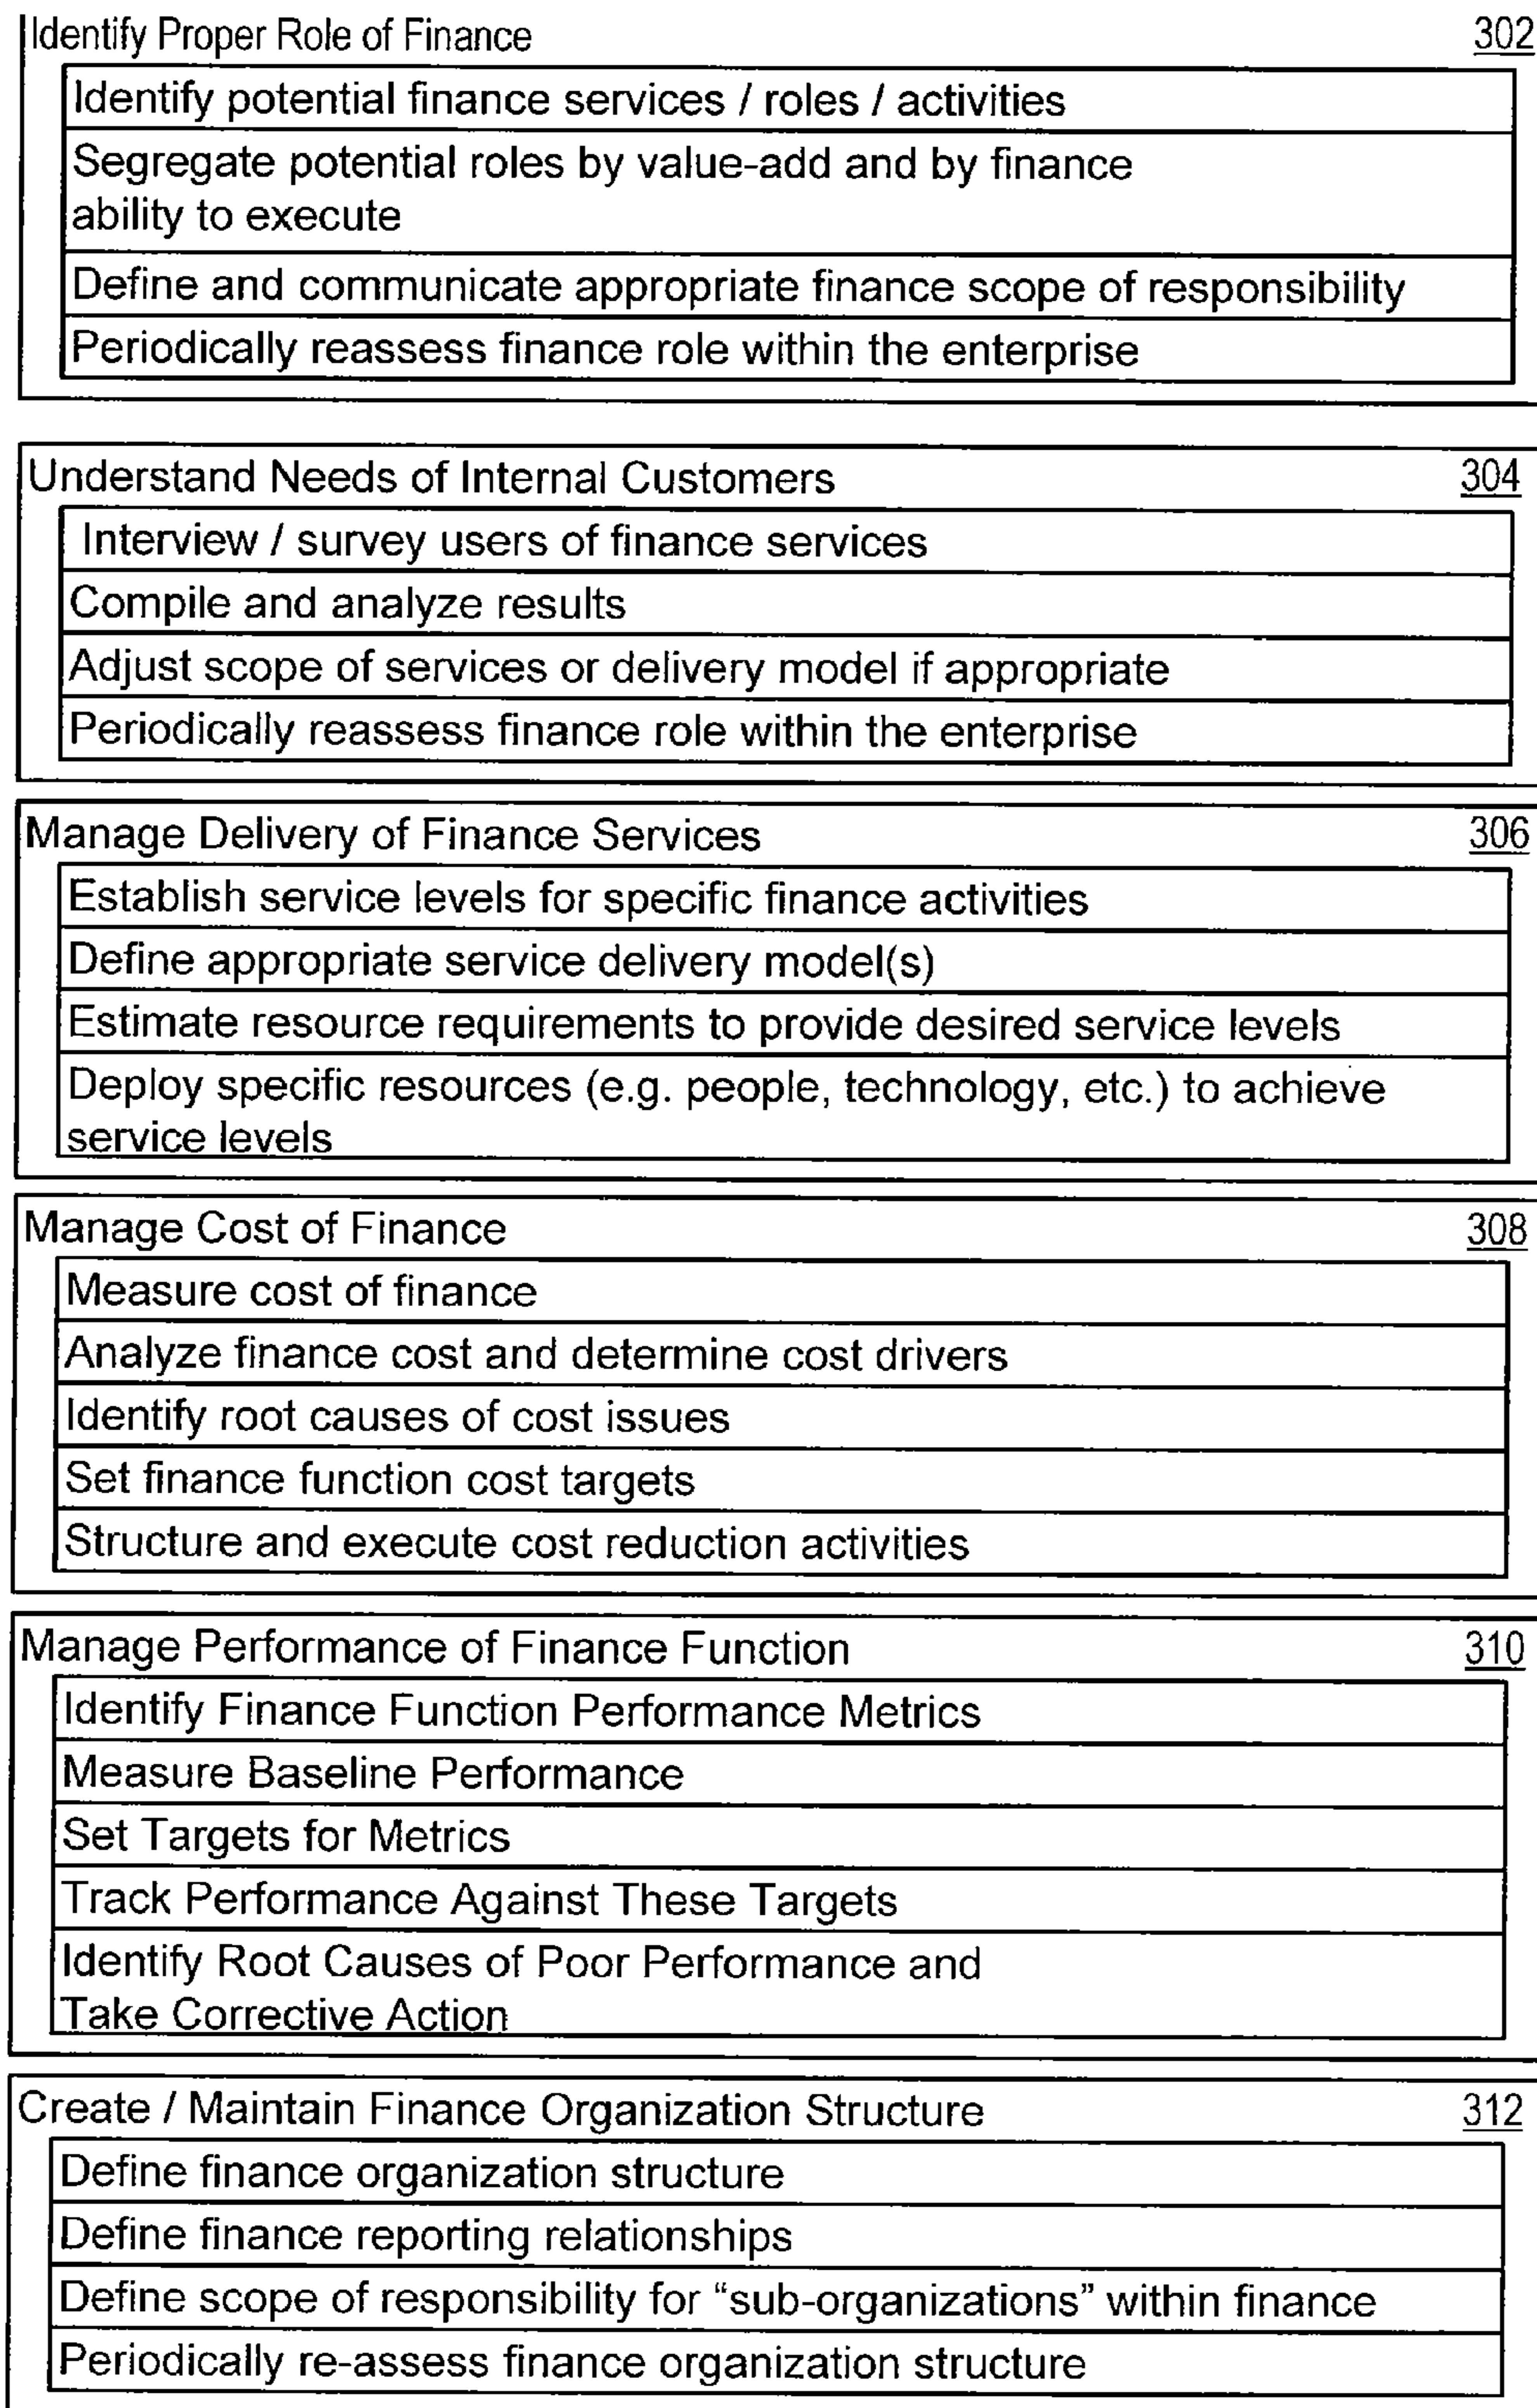 Identify Proper Role of Finance 302
Identify potential finance services / roles / activities
Segregate potential roles by value-add and by finance
ability to execute
Define and communicate appropriate finance scope of responsibility
Periodically reassess finance role within the enterprise
Understand Needs of Internal Customers 304
Interview / survey users of finance services
Compile and analyze results
Adjust scope of services or delivery model if appropriate
Periodically reassess finance role within the enterprise
Manage Delivery of Finance Services 306
Establish service levels for specific finance activities
Define appropriate service delivery model(s)
Estimate resource requirements to provide desired service levels
Deploy specific resources (e.g. people, technology, etc.) to achieve
service levels
Manage Cost of Finance 308
Measure cost of finance
Analyze finance cost and determine cost drivers
Identify root causes of cost issues
Set finance function cost targets
Structure and execute cost reduction activities
Manage Performance of Finance Function 310
Identify Finance Function Performance Metrics
Measure Baseline Performance
Set Targets for Metrics
Track Performance Against These Targets
Identify Root Causes of Poor Performance and
Take Corrective Action
Create / Maintain Finance Organization Structure 312
Define finance organization structure
Define finance reporting relationships
Define scope of responsibility for “sub-organizations” within finance
Periodically re-assess finance organization structure